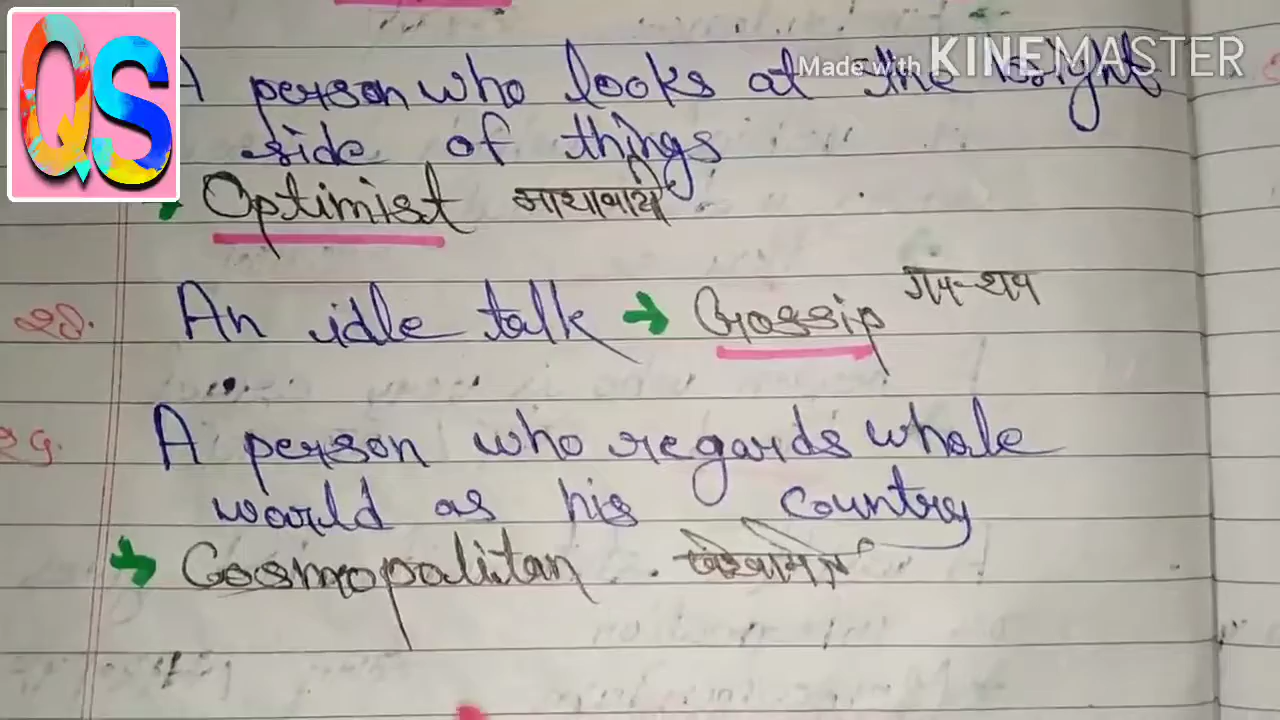 QS
Made with KINEMASTER
A person who looks at the bright
side of things
→ Optimist आशावादी
An idle talk → Gossip गप-शप
29.
A person who regards whole
world as his country
→ Cosmopolitan.